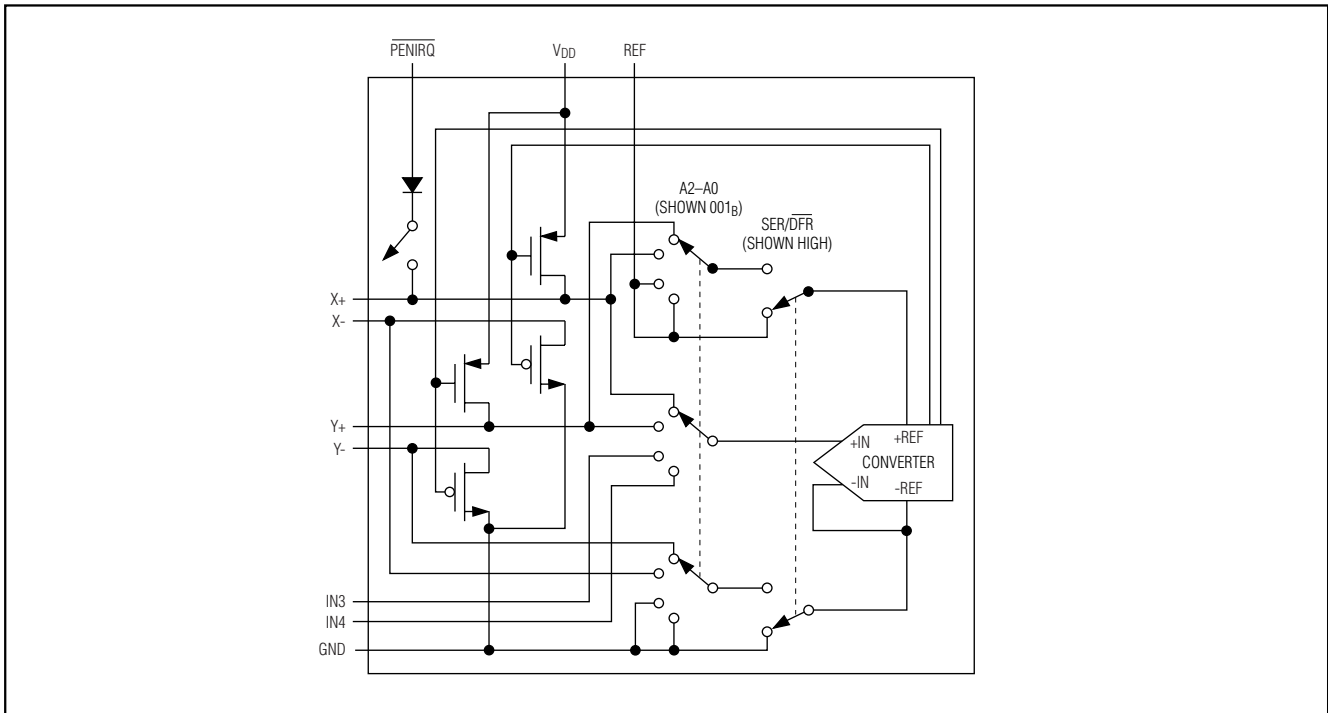 PENIRQ
VDD
REF
A2–A0
(SHOWN 001B)
SER/DFR
(SHOWN HIGH)
X+
X-
Y+
Y-
+IN
+REF
CONVERTER
-IN
-REF
IN3
IN4
GND